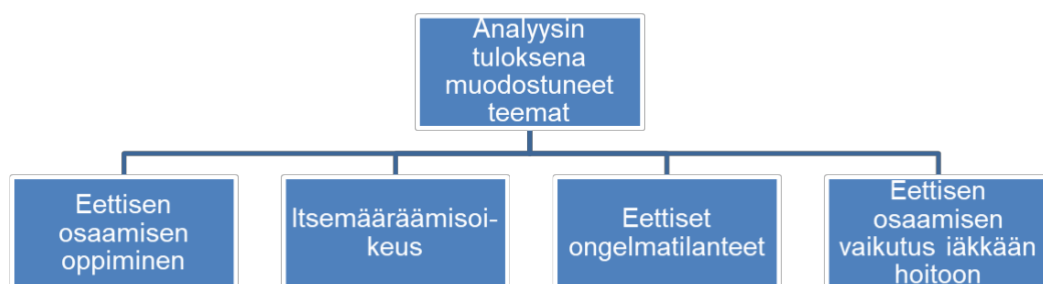 Analyysin
tuloksena
muodostuneet
teemat
Eettisen
osaamisen
oppiminen
Itsemääräämisoi-
keus
Eettiset
ongelmatilanteet
Eettisen
osaamisen
vaikutus iäkkään
hoitoon